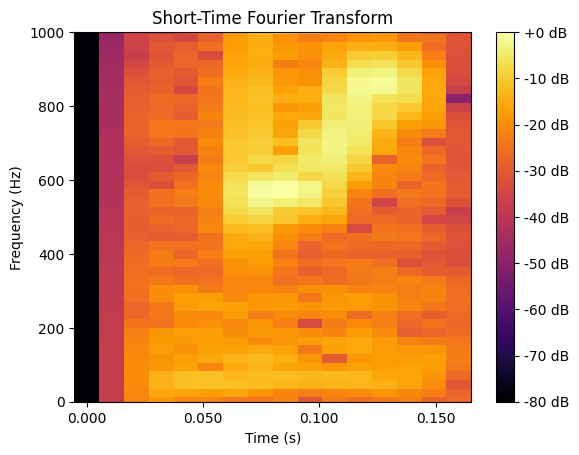 Short-Time Fourier Transform
1000
800
600
400
200
0
Frequency (Hz)
0.000
0.050
0.100
0.150
Time (s)
+0 dB
-10 dB
-20 dB
-30 dB
-40 dB
-50 dB
-60 dB
-70 dB
-80 dB